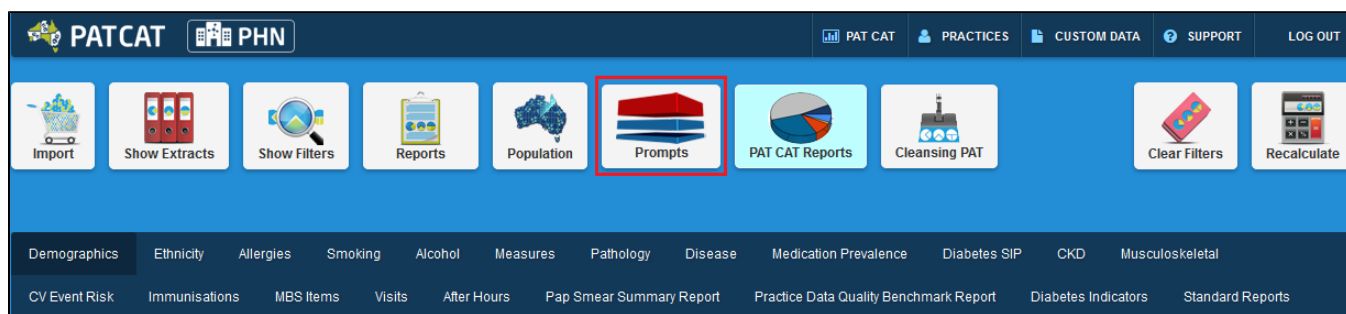 PATCAT PHN PAT CAT PRACTICES CUSTOM DATA SUPPORT LOG OUT
Import Show Extracts Show Filters Reports Population Prompts PAT CAT Reports Cleansing PAT Clear Filters Recalculate
Demographics Ethnicity Allergies Smoking Alcohol Measures Pathology Disease Medication Prevalence Diabetes SIP CKD Musculoskeletal
CV Event Risk Immunisations MBS Items Visits After Hours Pap Smear Summary Report Practice Data Quality Benchmark Report Diabetes Indicators Standard Reports